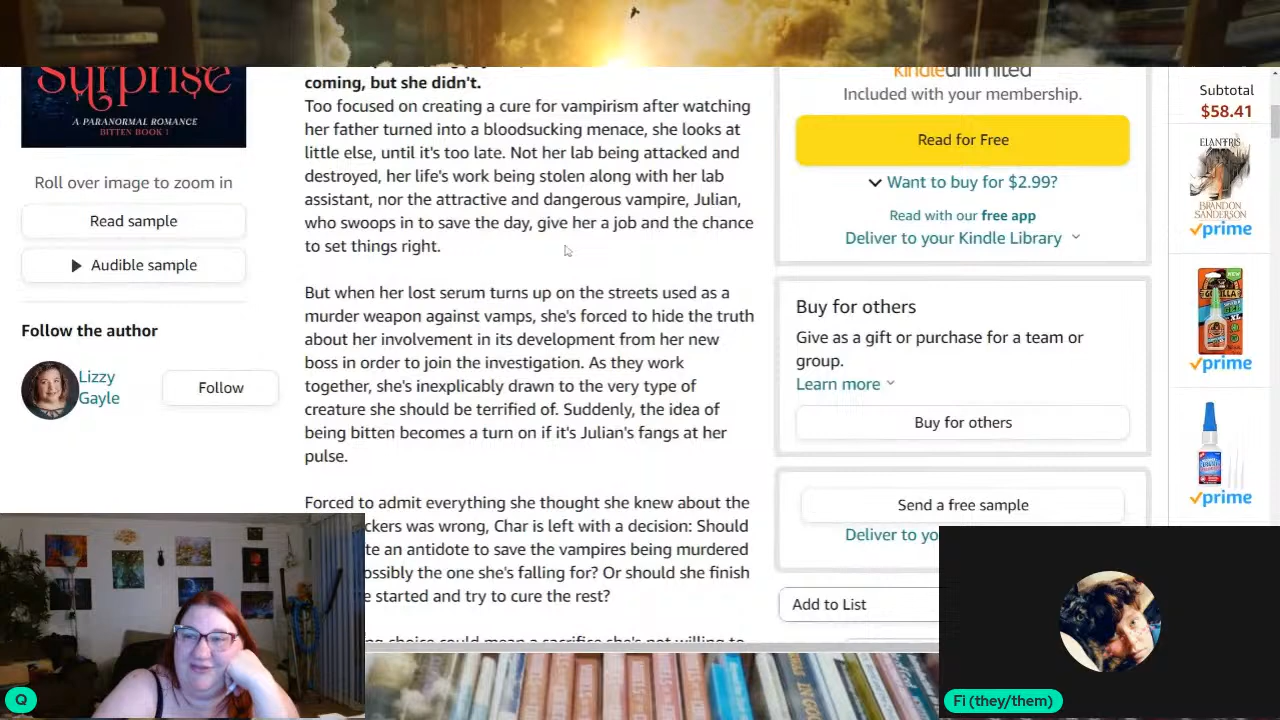 Surprise
A PARANORMAL ROMANCE
BITTEN BOOK 1
Roll over image to zoom in
Read sample
Audible sample
Follow the author
Lizzy
Gayle
Follow
coming, but she didn't.
Too focused on creating a cure for vampirism after watching
her father turned into a bloodsucking menace, she looks at
little else, until it's too late. Not her lab being attacked and
destroyed, her life's work being stolen along with her lab
assistant, nor the attractive and dangerous vampire, Julian,
who swoops in to save the day, give her a job and the chance
to set things right.
But when her lost serum turns up on the streets used as a
murder weapon against vamps, she's forced to hide the truth
about her involvement in its development from her new
boss in order to join the investigation. As they work
together, she's inexplicably drawn to the very type of
creature she should be terrified of. Suddenly, the idea of
being bitten becomes a turn on if it's Julian's fangs at her
pulse.
Forced to admit everything she thought she knew about the
ckers was wrong, Char is left with a decision: Should
te an antidote to save the vampires being murdered
ossibly the one she's falling for? Or should she finish
e started and try to cure the rest?
choice could mean a sacrifice she's not willing to
kindleunlimited
Included with your membership.
Read for Free
Want to buy for $2.99?
Read with our free app
Deliver to your Kindle Library
Buy for others
Give as a gift or purchase for a team or
group.
Learn more
Buy for others
Send a free sample
Deliver to yo
Add to List
Subtotal
$58.41
ELANTRIS
BRANDON
SANDERSON
prime
NEW
GORILLA
prime
prime
Q
Fi (they/them)